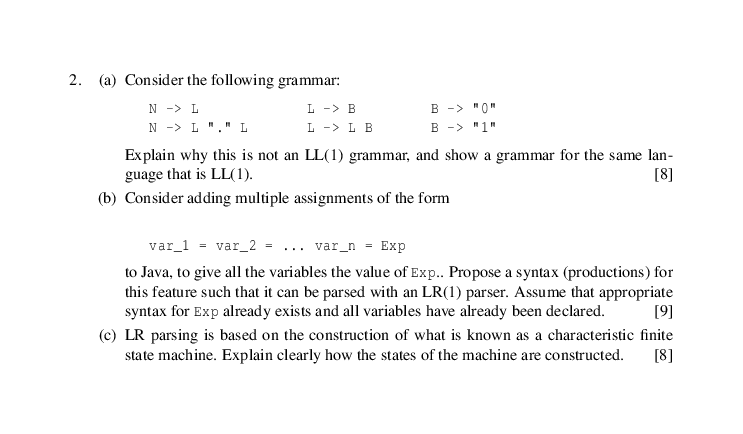 2. (a) Consider the following grammar:
N -> L L -> B B -> "0"
N -> L "." L L -> L B B -> "1"
Explain why this is not an LL(1) grammar, and show a grammar for the same lan-
guage that is LL(1). [8]
(b) Consider adding multiple assignments of the form
var_1 = var_2 = ... var_n = Exp
to Java, to give all the variables the value of Exp.. Propose a syntax (productions) for
this feature such that it can be parsed with an LR(1) parser. Assume that appropriate
syntax for Exp already exists and all variables have already been declared. [9]
(c) LR parsing is based on the construction of what is known as a characteristic finite
state machine. Explain clearly how the states of the machine are constructed. [8]